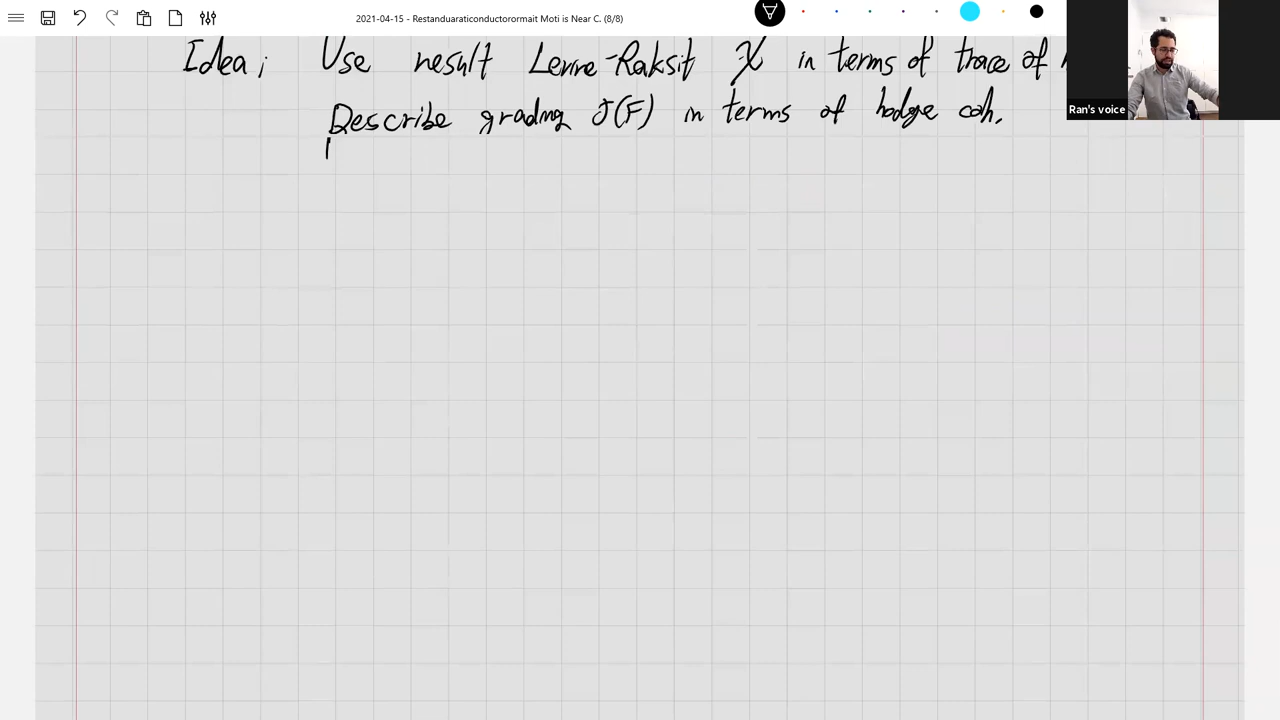 2021-04-15 - Restanduaraticonductorormait Moti is Near C. (8/8)
Idea; Use result Levine-Raksit χ in terms of trace of
Describe grading J(F) in terms of hodge coh.
Ran's voice